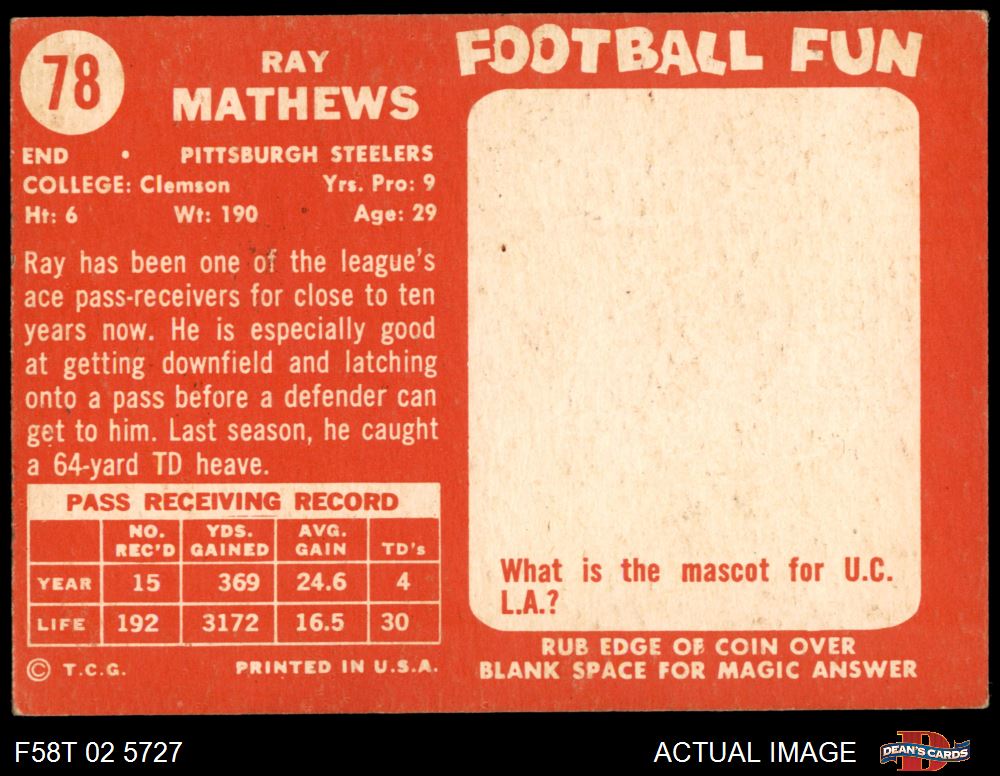 78
RAY
MATHEWS
END • PITTSBURGH STEELERS
COLLEGE: Clemson Yrs. Pro: 9
Ht: 6 Wt: 190 Age: 29
Ray has been one of the league's
ace pass-receivers for close to ten
years now. He is especially good
at getting downfield and latching
onto a pass before a defender can
get to him. Last season, he caught
a 64-yard TD heave.
PASS RECEIVING RECORD
NO. REC'D YDS. GAINED AVG. GAIN TD's
YEAR 15 369 24.6 4
LIFE 192 3172 16.5 30
© T.C.G. PRINTED IN U.S.A.
FOOTBALL FUN
What is the mascot for U.C.
L.A.?
RUB EDGE OF COIN OVER
BLANK SPACE FOR MAGIC ANSWER
F58T 02 5727 ACTUAL IMAGE
D
DEAN'S CARDS